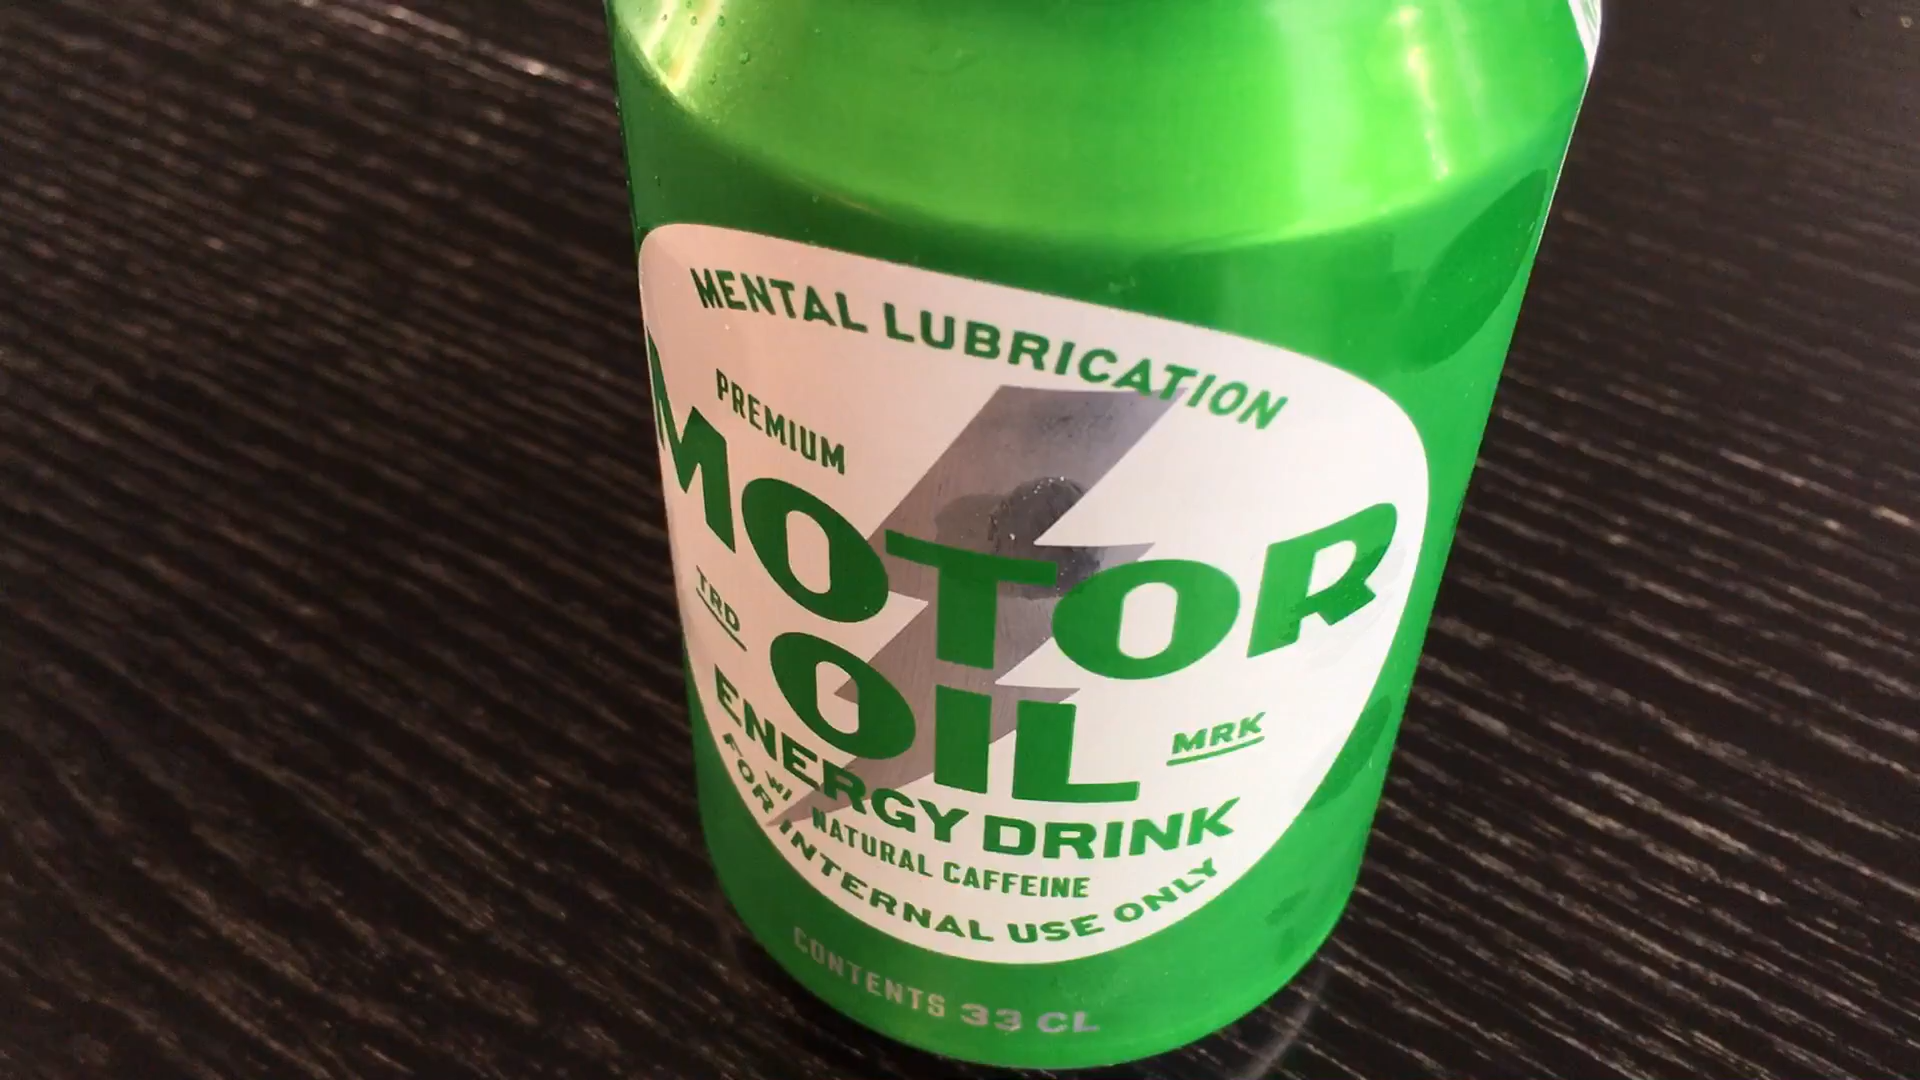 MENTAL LUBRICATION
PREMIUM
MOTOR
TRD
OIL
MRK
ENERGY DRINK
W/ NATURAL CAFFEINE
FOR INTERNAL USE ONLY
CONTENTS 33 CL